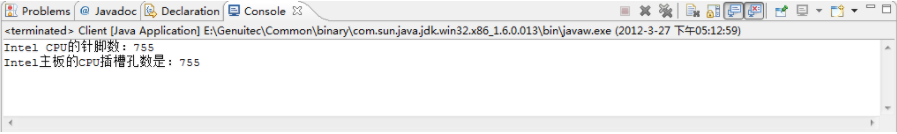 Problems @ Javadoc Declaration Console
<terminated> Client [Java Application] E:\Genuitec\Common\binary\com.sun.java.jdk.win32.x86_1.6.0.013\bin\javaw.exe (2012-3-27 下午05:12:59)
Intel CPU的针脚数：755
Intel主板的CPU插槽孔数是：755